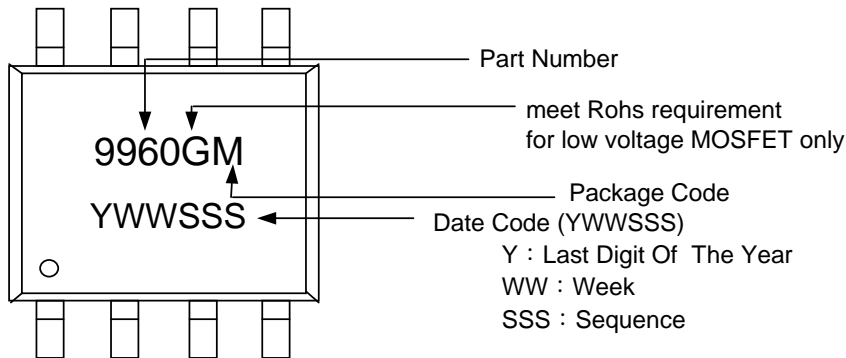 Part Number
meet Rohs requirement
for low voltage MOSFET only
9960GM
Package Code
YWWSSS
Date Code (YWWSSS)
Y：Last Digit Of The Year
WW：Week
SSS：Sequence